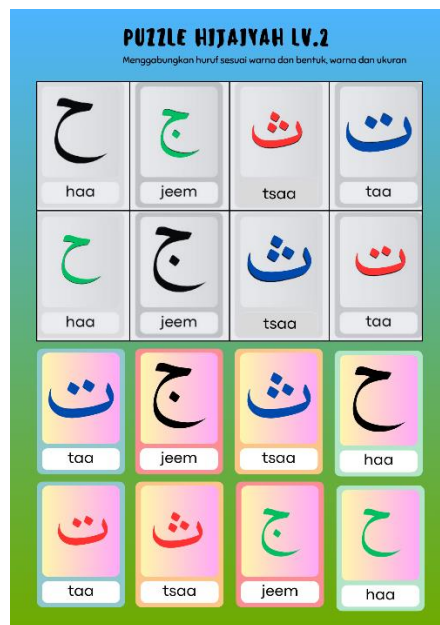 PUZZLE HIJAIYAH LV.2
Menggabungkan huruf sesuai warna dan bentuk, warna dan ukuran
ح ج ث ت
haa jeem tsaa taa
ح ج ث ت
haa jeem tsaa taa
ت ج ث ح
taa jeem tsaa haa
ت ث ج ح
taa tsaa jeem haa